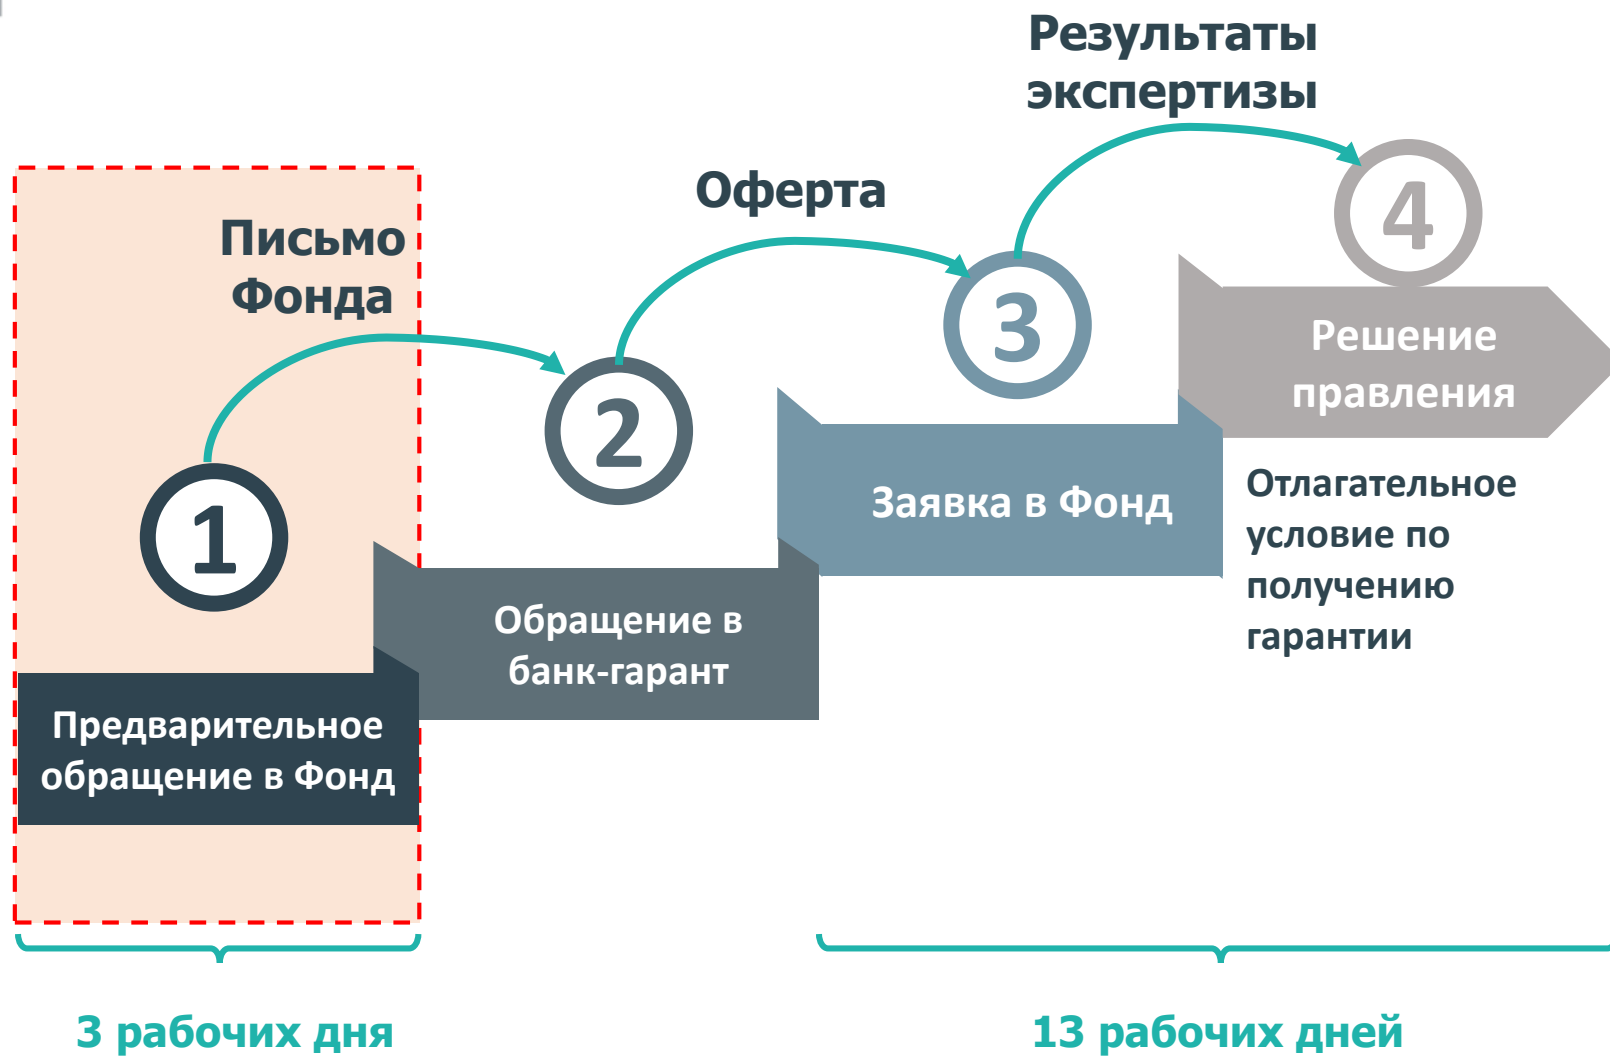 Результаты
экспертизы
Оферта
Письмо
Фонда
1
2
3
4
Предварительное
обращение в Фонд
Обращение в
банк-гарант
Заявка в Фонд
Решение
правления
Отлагательное
условие по
получению
гарантии
3 рабочих дня
13 рабочих дней